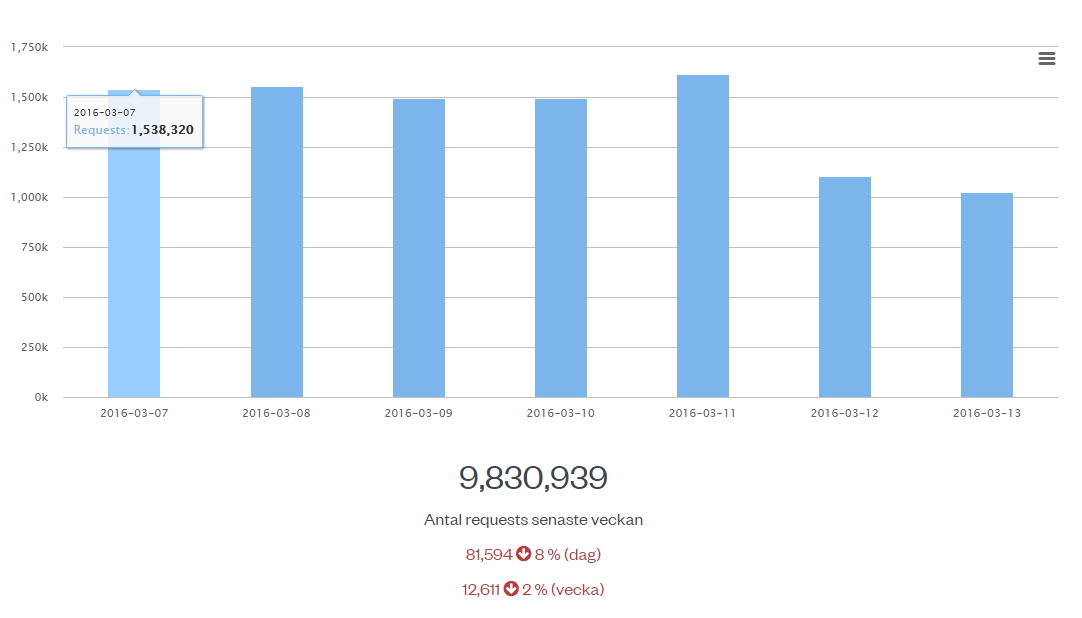 1,750k
1,500k
1,250k
1,000k
750k
500k
250k
0k
2016-03-07
Requests: 1,538,320
2016-03-07
2016-03-08
2016-03-09
2016-03-10
2016-03-11
2016-03-12
2016-03-13
9,830,939
Antal requests senaste veckan
81,594 8 % (dag)
12,611 2 % (vecka)